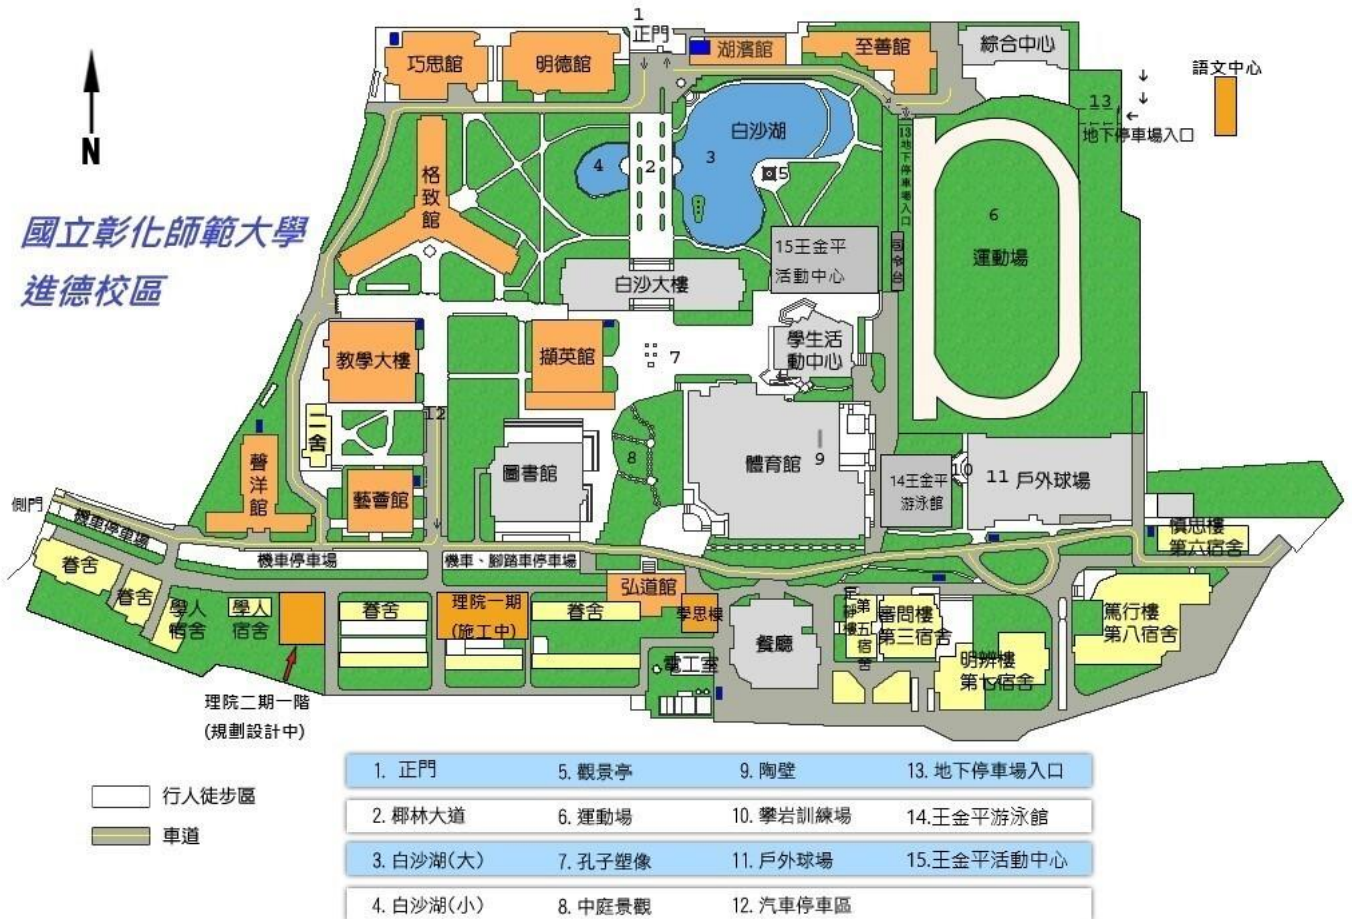 1
正門
巧思館
明德館
湖濱館
至善館
綜合中心
語文中心
13
地下停車場入口
N
國立彰化師範大學
進德校區
格致館
4
2
3
白沙湖
5
13地下停車場入口
6
運動場
司令台
15王金平
活動中心
白沙大樓
教學大樓
擷英館
7
學生活
動中心
12
二舍
聲洋館
藝薈館
圖書館
8
體育館
9
14王金平
游泳館
10
11 戶外球場
側門
機車停車場
機車停車場
機車、腳踏車停車場
慎思樓
第六宿舍
眷舍
眷舍
學人
宿舍
學人
宿舍
眷舍
理院一期
(施工中)
眷舍
弘道館
學思樓
電工室
餐廳
定靜樓
第五宿舍
審問樓
第三宿舍
明辨樓
第七宿舍
篤行樓
第八宿舍
理院二期一階
(規劃設計中)
行人徒步區
車道
1. 正門 5. 觀景亭 9. 陶壁 13. 地下停車場入口
2. 椰林大道 6. 運動場 10. 攀岩訓練場 14.王金平游泳館
3. 白沙湖(大) 7. 孔子塑像 11. 戶外球場 15.王金平活動中心
4. 白沙湖(小) 8. 中庭景觀 12. 汽車停車區